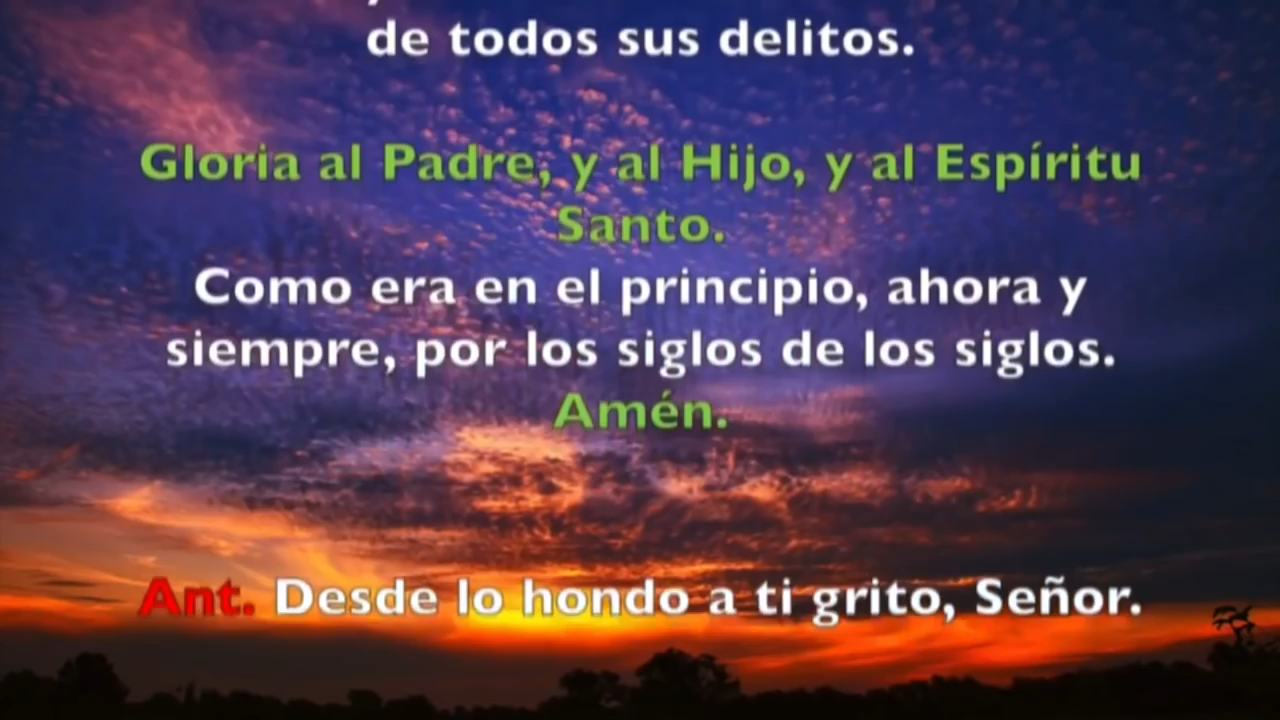 de todos sus delitos.
Gloria al Padre, y al Hijo, y al Espíritu
Santo.
Como era en el principio, ahora y
siempre, por los siglos de los siglos.
Amén.
Ant. Desde lo hondo a ti grito, Señor.